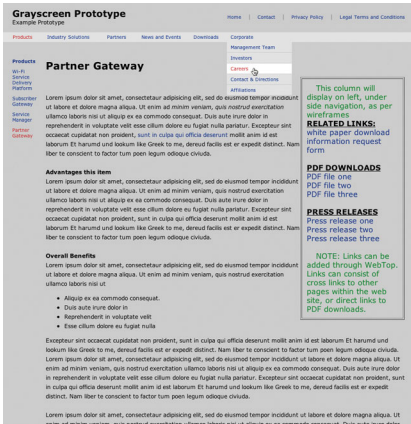 Grayscreen Prototype
Example Prototype
Home | Contact | Privacy Policy | Legal Terms and Conditions
Products Industry Solutions Partners News and Events Downloads Corporate
Management Team
Investors
Careers
Contact & Directions
Affiliations
Products
Wi-Fi
Service
Delivery
Platform
Subscriber
Gateway
Service
Manager
Partner
Gateway
Partner Gateway
Lorem ipsum dolor sit amet, consectetaur adipisicing elit, sed do eiusmod tempor incididunt
ut labore et dolore magna aliqua. Ut enim ad minim veniam, quis nostrud exercitation
ullamco laboris nisi ut aliquip ex ea commodo consequat. Duis aute irure dolor in
reprehenderit in voluptate velit esse cillum dolore eu fugiat nulla pariatur. Excepteur sint
occaecat cupidatat non proident, sunt in culpa qui officia deserunt mollit anim id est
laborum Et harumd und lookum like Greek to me, dereud facilis est er expedit distinct. Nam
liber te conscient to factor tum poen legum odioque civiuda.
Advantages this item
Lorem ipsum dolor sit amet, consectetaur adipisicing elit, sed do eiusmod tempor incididunt
ut labore et dolore magna aliqua. Ut enim ad minim veniam, quis nostrud exercitation
ullamco laboris nisi ut aliquip ex ea commodo consequat. Duis aute irure dolor in
reprehenderit in voluptate velit esse cillum dolore eu fugiat nulla pariatur. Excepteur sint
occaecat cupidatat non proident, sunt in culpa qui officia deserunt mollit anim id est
laborum Et harumd und lookum like Greek to me, dereud facilis est er expedit distinct. Nam
liber te conscient to factor tum poen legum odioque civiuda.
Overall Benefits
Lorem ipsum dolor sit amet, consectetaur adipisicing elit, sed do eiusmod tempor incididunt
ut labore et dolore magna aliqua. Ut enim ad minim veniam, quis nostrud exercitation
ullamco laboris nisi ut
Aliquip ex ea commodo consequat.
Duis aute irure dolor in
Reprehenderit in voluptate velit
Esse cillum dolore eu fugiat nulla
Excepteur sint occaecat cupidatat non proident, sunt in culpa qui officia deserunt mollit anim id est laborum Et harumd und
lookum like Greek to me, dereud facilis est er expedit distinct. Nam liber te conscient to factor tum poen legum odioque civiuda.
Lorem ipsum dolor sit amet, consectetaur adipisicing elit, sed do eiusmod tempor incididunt ut labore et dolore magna aliqua. Ut
enim ad minim veniam, quis nostrud exercitation ullamco laboris nisi ut aliquip ex ea commodo consequat. Duis aute irure dolor
in reprehenderit in voluptate velit esse cillum dolore eu fugiat nulla pariatur. Excepteur sint occaecat cupidatat non proident, sunt
in culpa qui officia deserunt mollit anim id est laborum Et harumd und lookum like Greek to me, dereud facilis est er expedit
distinct. Nam liber te conscient to factor tum poen legum odioque civiuda.
Lorem ipsum dolor sit amet, consectetaur adipisicing elit, sed do eiusmod tempor incididunt ut labore et dolore magna aliqua. Ut
This column will
display on left, under
side navigation, as per
wireframes
RELATED LINKS:
white paper download
information request
form
PDF DOWNLOADS
PDF file one
PDF file two
PDF file three
PRESS RELEASES
Press release one
Press release two
Press release three
NOTE: Links can be
added through WebTop.
Links can consist of
cross links to other
pages within the web
site, or direct links to
PDF downloads.